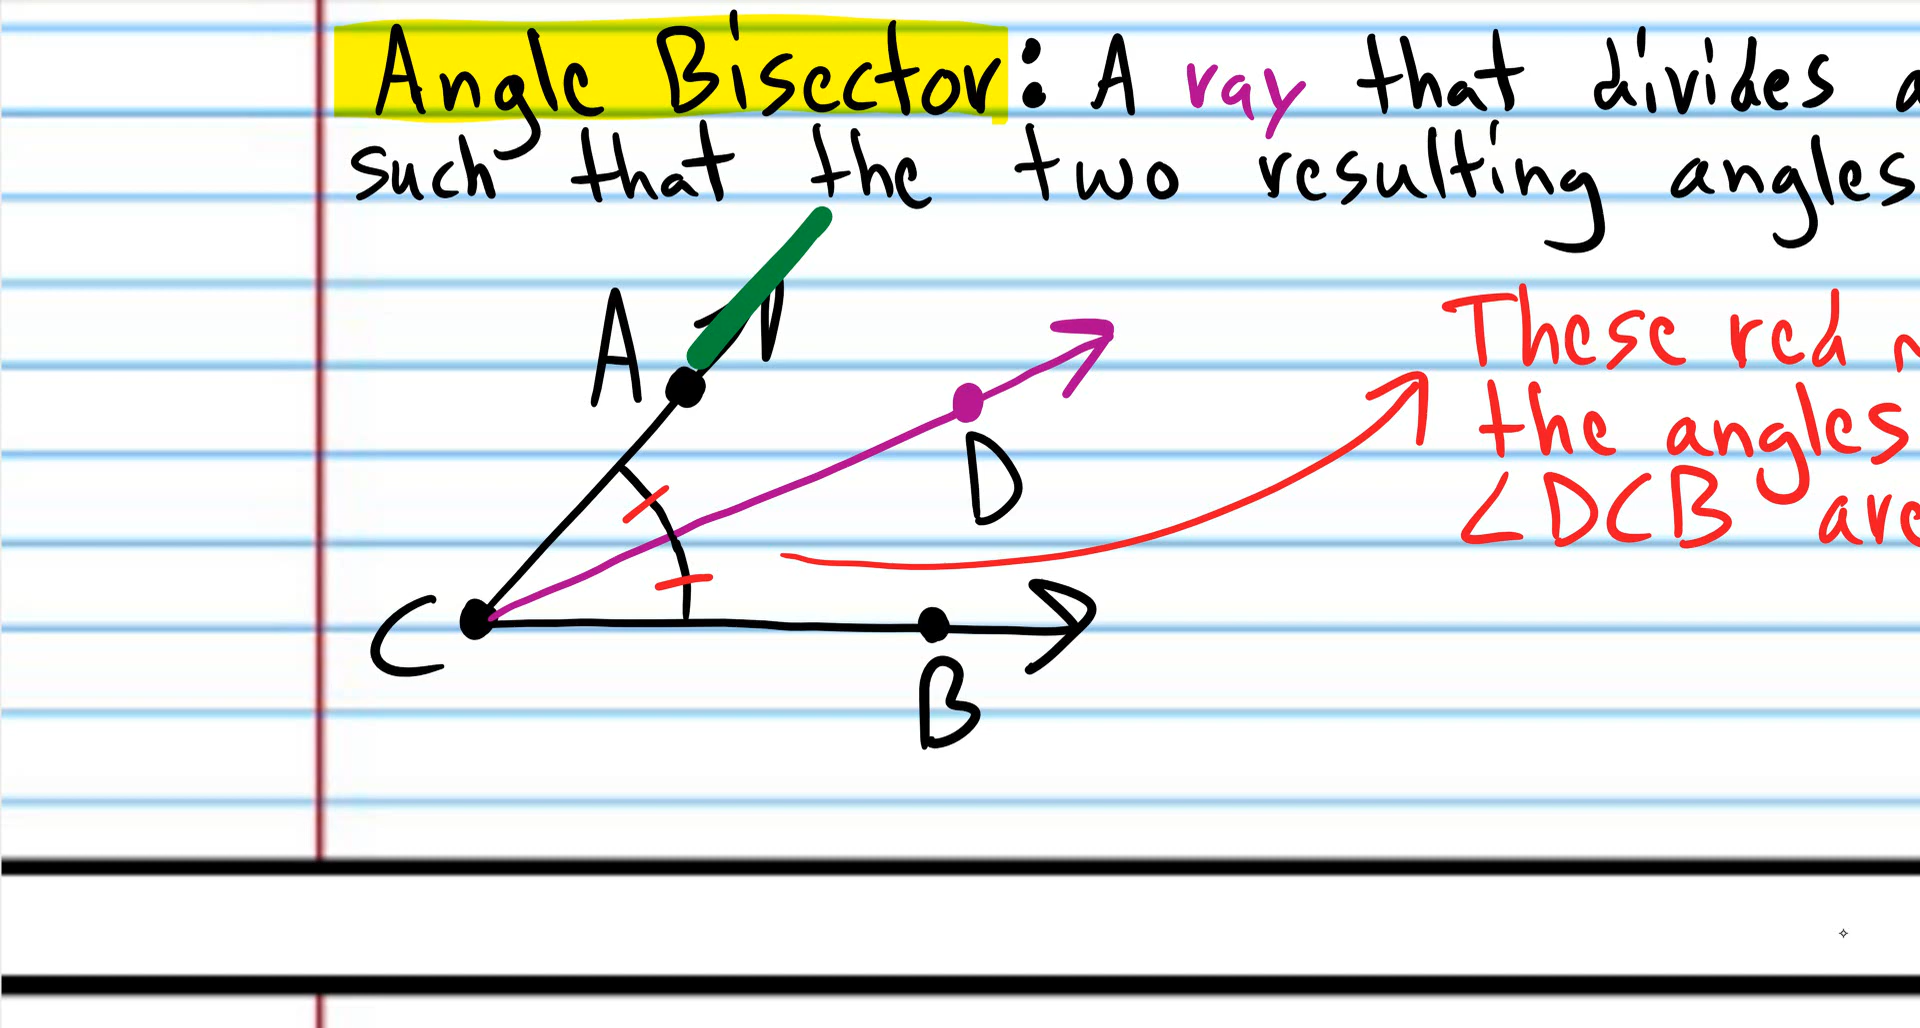 Angle Bisector: A ray that divides a
such that the two resulting angles
A
These red
D
the angles
∠DCB are
C
B